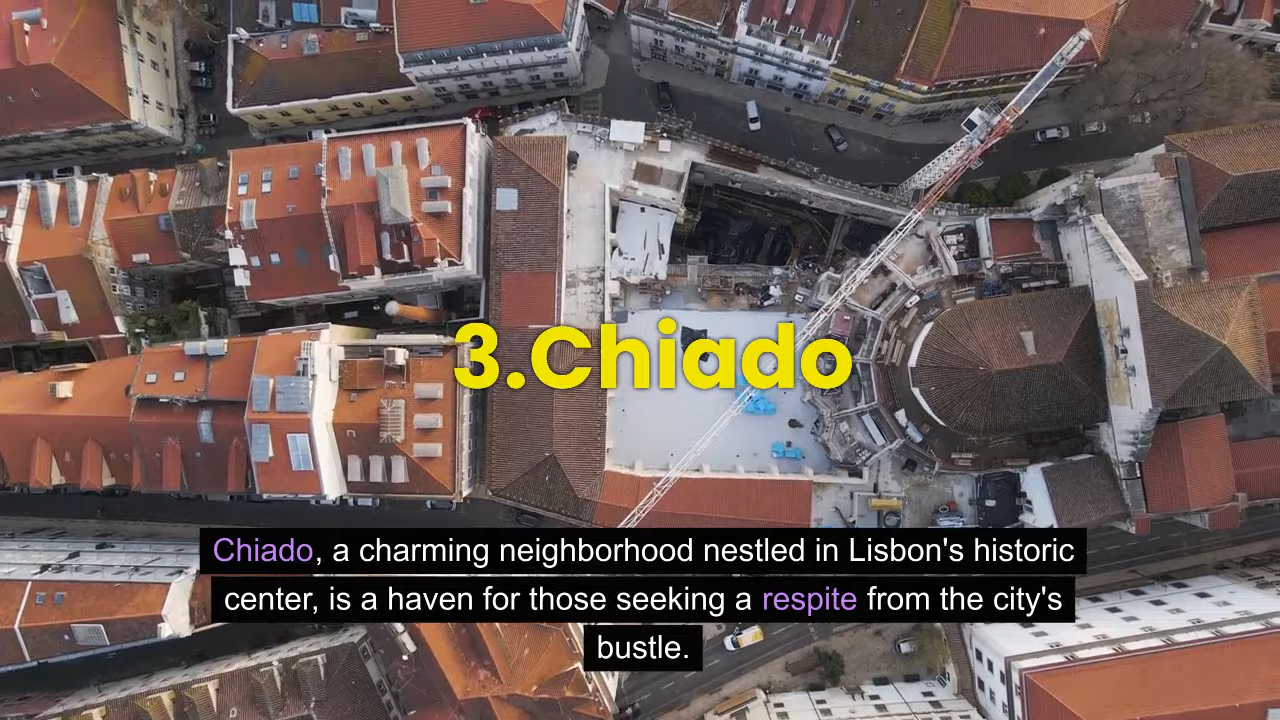 3.Chiado
Chiado, a charming neighborhood nestled in Lisbon's historic
center, is a haven for those seeking a respite from the city's
bustle.